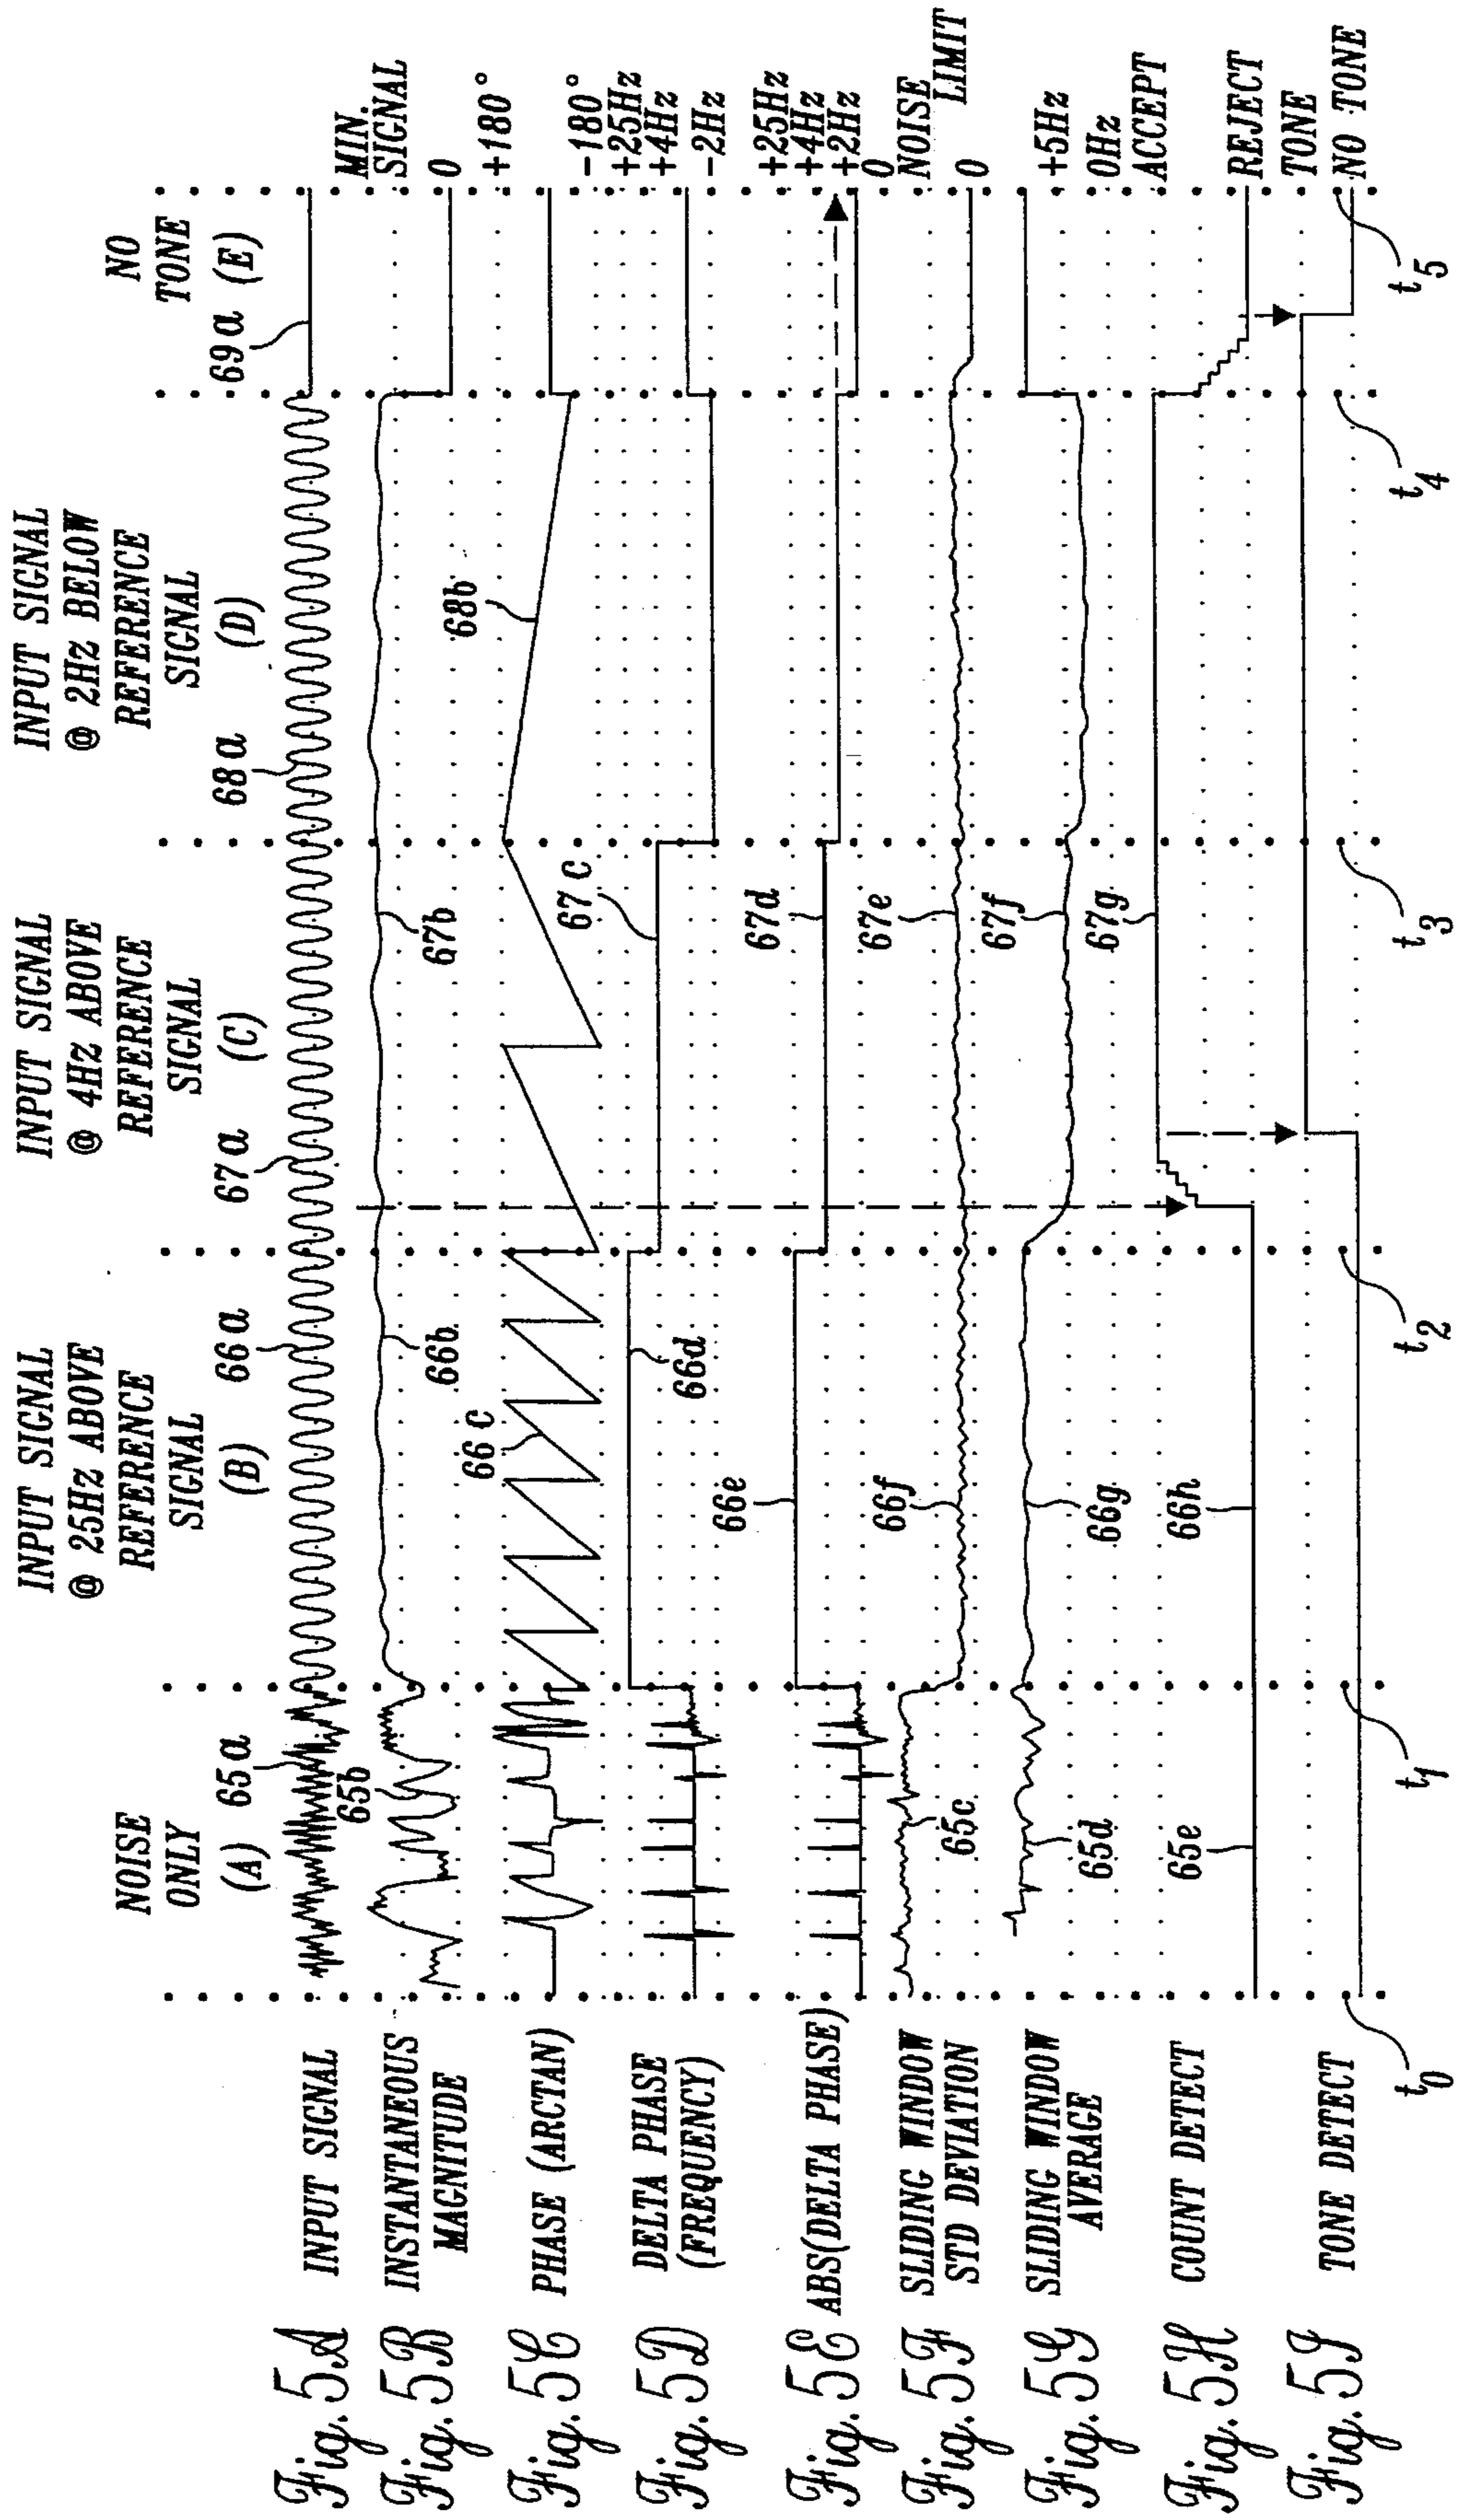 NOISE
ONLY
(A)
INPUT SIGNAL
@ 25Hz ABOVE
REFERENCE
SIGNAL
(B)
INPUT SIGNAL
@ 4Hz ABOVE
REFERENCE
SIGNAL
(C)
INPUT SIGNAL
@ 2Hz BELOW
REFERENCE
SIGNAL
(D)
NO
TONE
(E)
Fig. 5A INPUT SIGNAL
65a
66a
67a
68a
69a
Fig. 5B INSTANTANEOUS
MAGNITUDE
65b
66b
67b
MIN.
SIGNAL
0
Fig. 5C PHASE (ARCTAN)
66c
68b
+180°
-180°
Fig. 5D DELTA PHASE
(FREQUENCY)
66d
67c
+25Hz
+4Hz
-2Hz
Fig. 5E ABS(DELTA PHASE)
66e
67d
+25Hz
+4Hz
+2Hz
0
Fig. 5F SLIDING WINDOW
STD DEVIATION
65c
66f
67e
NOISE
LIMIT
0
Fig. 5G SLIDING WINDOW
AVERAGE
65d
66g
67f
+5Hz
0Hz
Fig. 5H COUNT DETECT
65e
66h
67g
ACCEPT
REJECT
Fig. 5I TONE DETECT
TONE
NO TONE
t0
t1
t2
t3
t4
t5